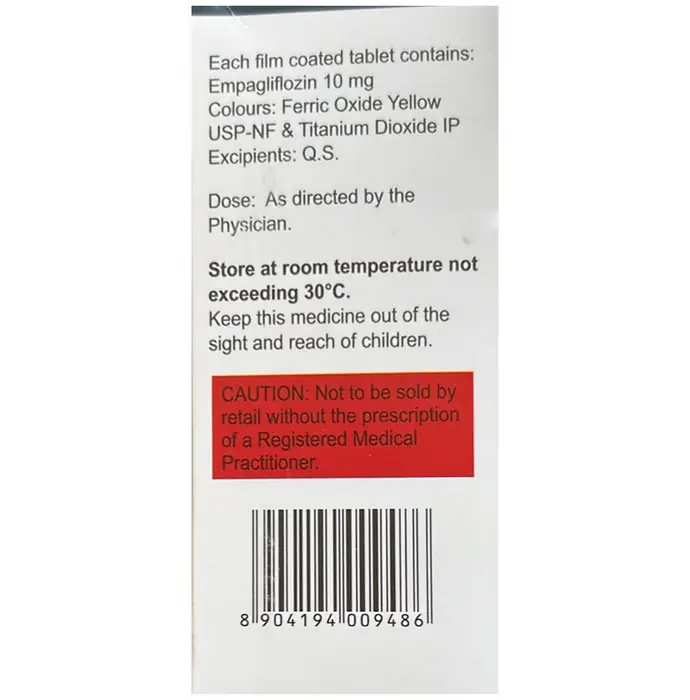 Each film coated tablet contains:
Empagliflozin 10 mg
Colours: Ferric Oxide Yellow
USP-NF & Titanium Dioxide IP
Excipients: Q.S.
Dose: As directed by the
Physician.
Store at room temperature not
exceeding 30°C.
Keep this medicine out of the
sight and reach of children.
CAUTION: Not to be sold by
retail without the prescription
of a Registered Medical
Practitioner.
8 904194 009486